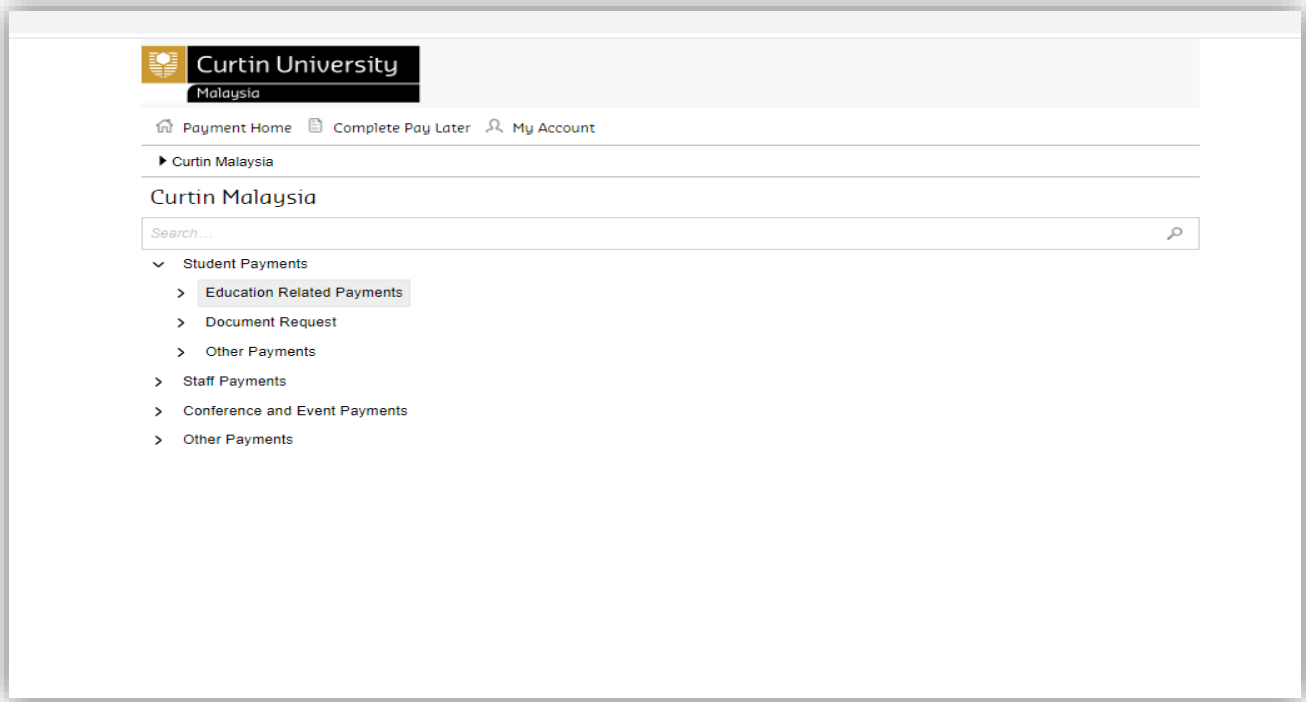 Curtin University
Malaysia
Payment Home Complete Pay Later My Account
Curtin Malaysia
Curtin Malaysia
Search...
Student Payments
Education Related Payments
Document Request
Other Payments
Staff Payments
Conference and Event Payments
Other Payments